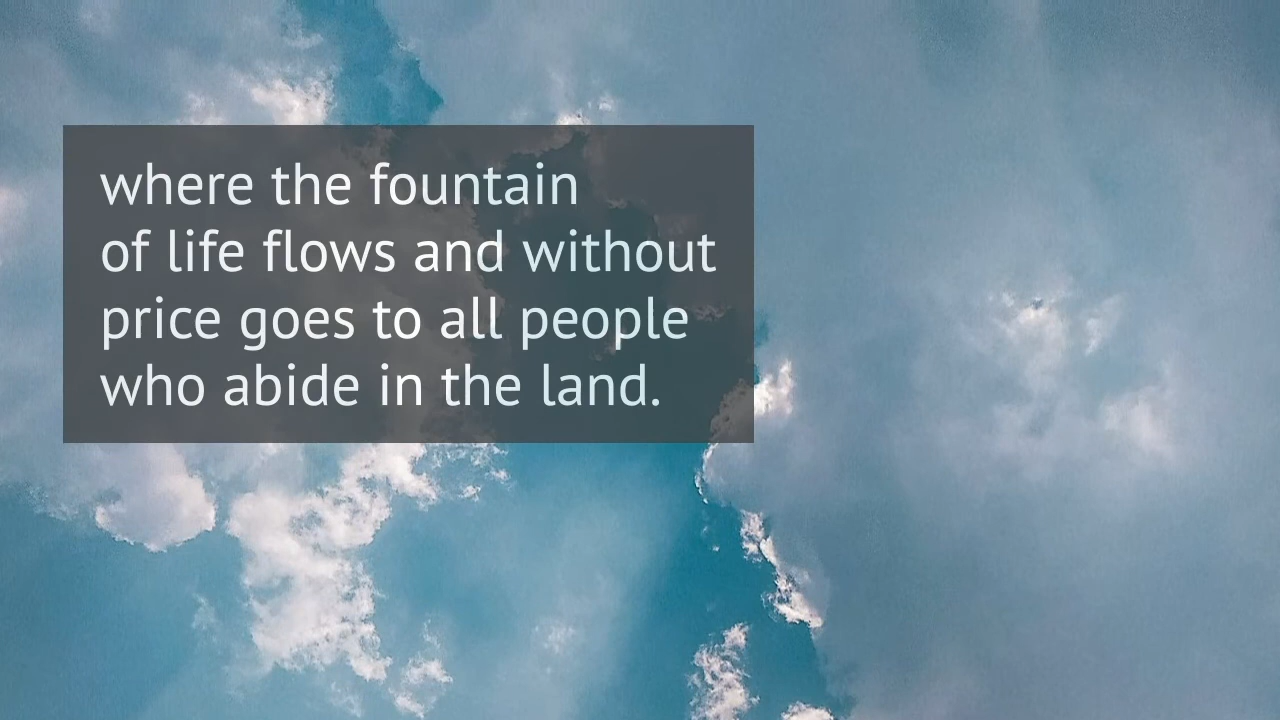 where the fountain
of life flows and without
price goes to all people
who abide in the land.